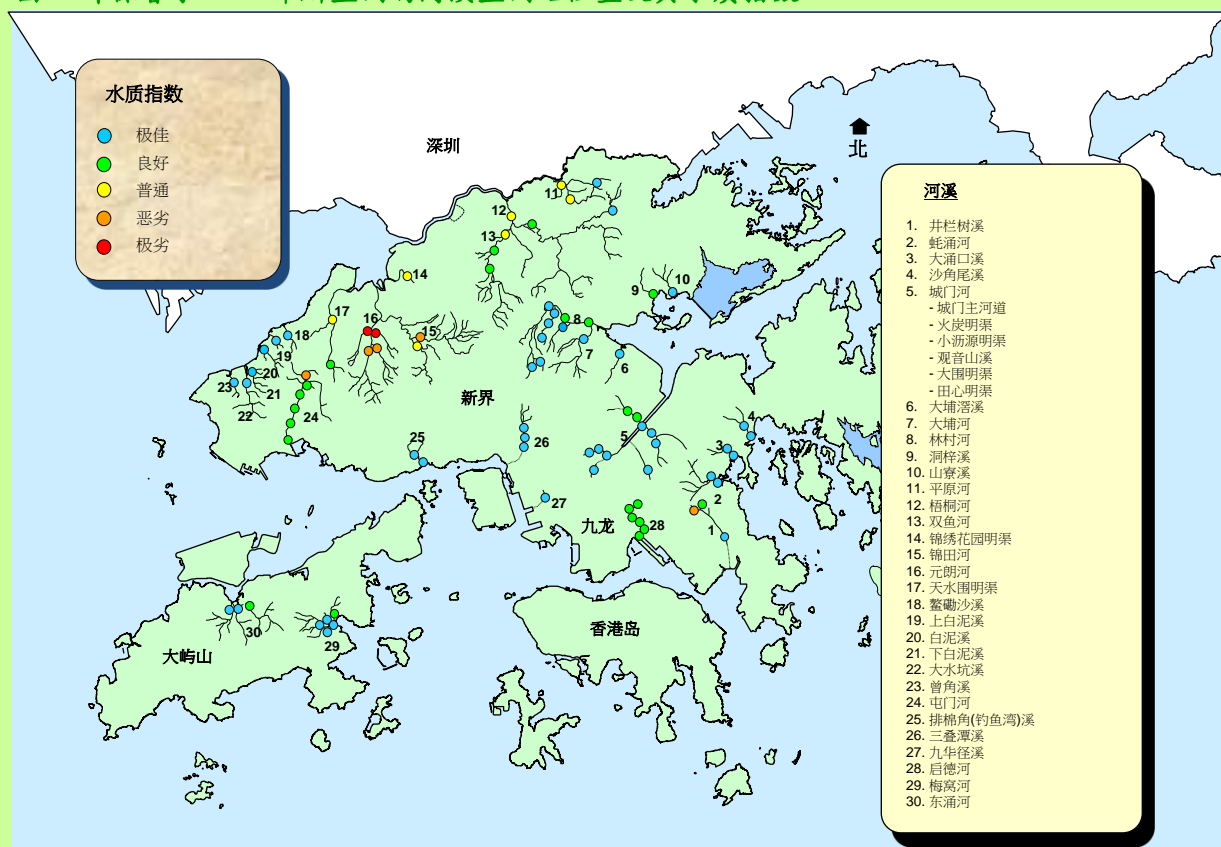 水质指数
极佳
良好
普通
恶劣
极劣
深圳
北
新界
九龙
香港岛
大屿山
河溪
1. 井栏树溪
2. 蚝涌河
3. 大涌口溪
4. 沙角尾溪
5. 城门河
- 城门主河道
- 火炭明渠
- 小沥源明渠
- 观音山溪
- 大围明渠
- 田心明渠
6. 大埔滘溪
7. 大埔河
8. 林村河
9. 洞梓溪
10. 山寮溪
11. 平原河
12. 梧桐河
13. 双鱼河
14. 锦绣花园明渠
15. 锦田河
16. 元朗河
17. 天水围明渠
18. 鳌磡沙溪
19. 上白泥溪
20. 白泥溪
21. 下白泥溪
22. 大水坑溪
23. 曾角溪
24. 屯门河
25. 排棉角(钓鱼湾)溪
26. 三叠潭溪
27. 九华径溪
28. 启德河
29. 梅窝河
30. 东涌河
11
12
13
14
10
9
17
16
15
18
8
7
6
19
20
23
21
22
24
25
26
5
4
3
27
2
28
1
30
29